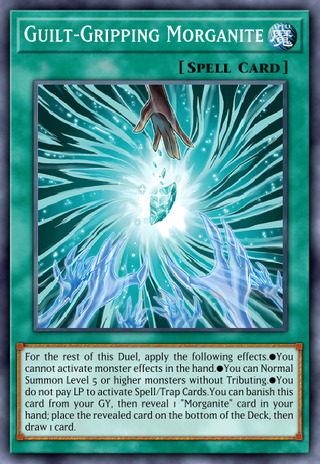 Guilt-Gripping Morganite
魔
[Spell Card]
For the rest of this Duel, apply the following effects.●You
cannot activate monster effects in the hand.●You can Normal
Summon Level 5 or higher monsters without Tributing.●You
do not pay LP to activate Spell/Trap Cards.You can banish this
card from your GY, then reveal 1 "Morganite" card in your
hand; place the revealed card on the bottom of the Deck, then
draw 1 card.